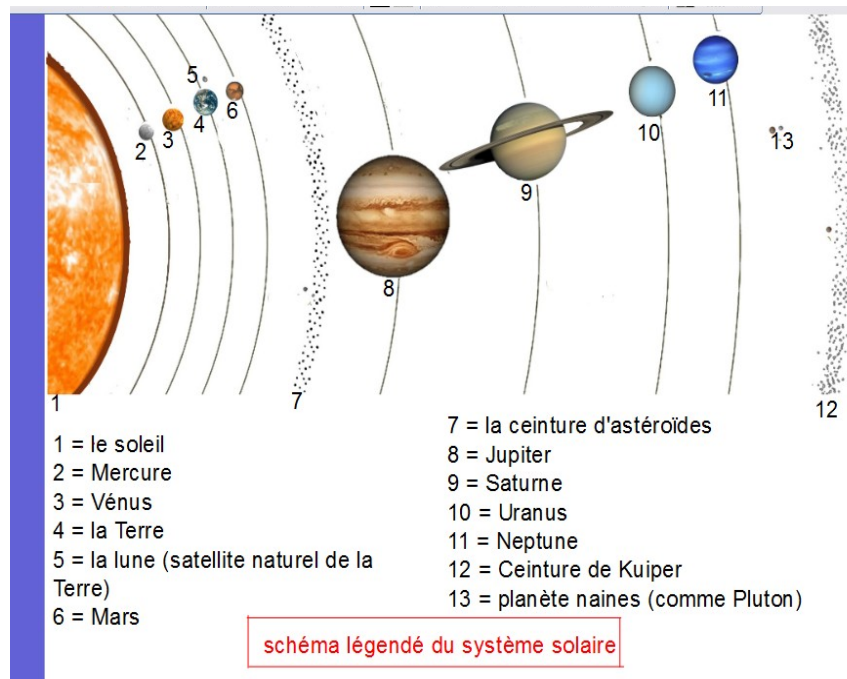 5
6
4
3
2
11
10
13
9
8
1
7
12
1 = le soleil
2 = Mercure
3 = Vénus
4 = la Terre
5 = la lune (satellite naturel de la
Terre)
6 = Mars
7 = la ceinture d'astéroïdes
8 = Jupiter
9 = Saturne
10 = Uranus
11 = Neptune
12 = Ceinture de Kuiper
13 = planète naines (comme Pluton)
schéma légendé du système solaire